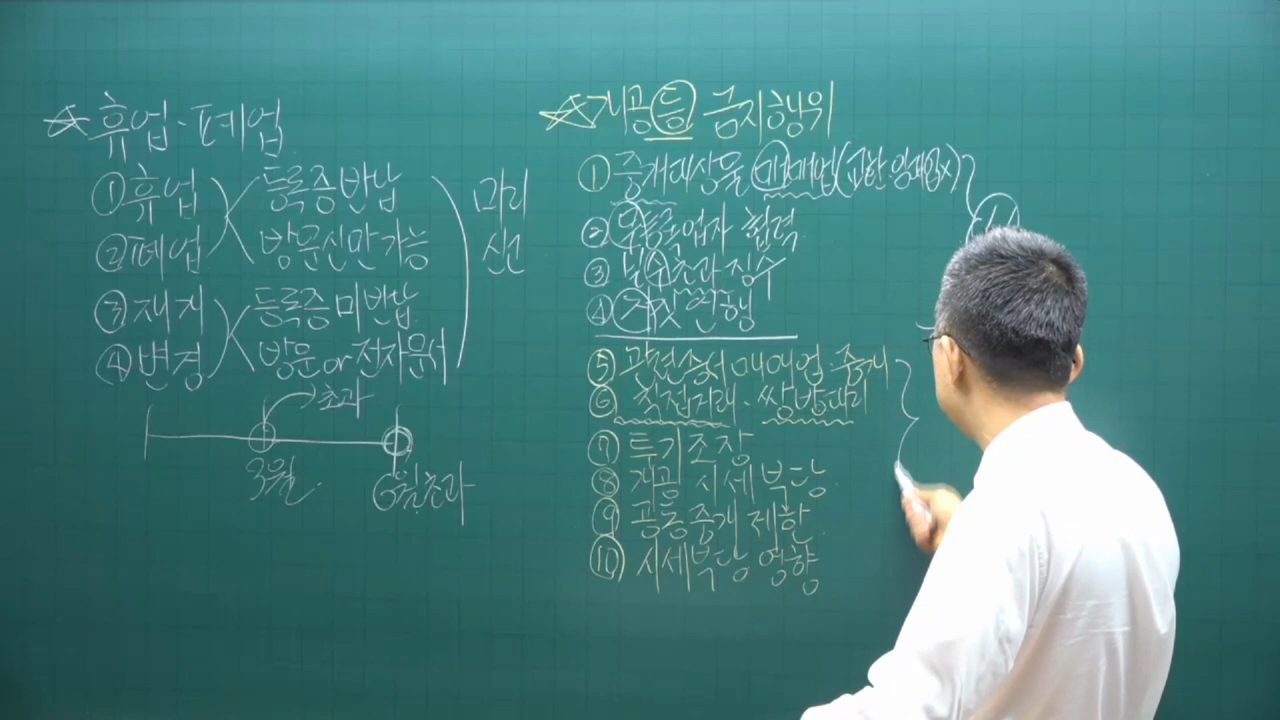 휴업·폐업
① 휴업
② 폐업
등록증 반납
방문신만 가능
③ 재개
④ 변경
등록증 미반납
방문 or 전자문서
미리
신고
초과
3월
6월 초과
개공 등 금지행위
① 중개대상물 매매업(교환 임대업x)
② 무등록업자 협력
③ 보수 초과 징수
④ 거짓 언행
⑤ 관련증서 매매업 중개
⑥ 직접거래·쌍방대리
⑦ 투기조장
⑧ 개공 시세 부당
⑨ 공동중개 제한
⑩ 시세 부당 영향